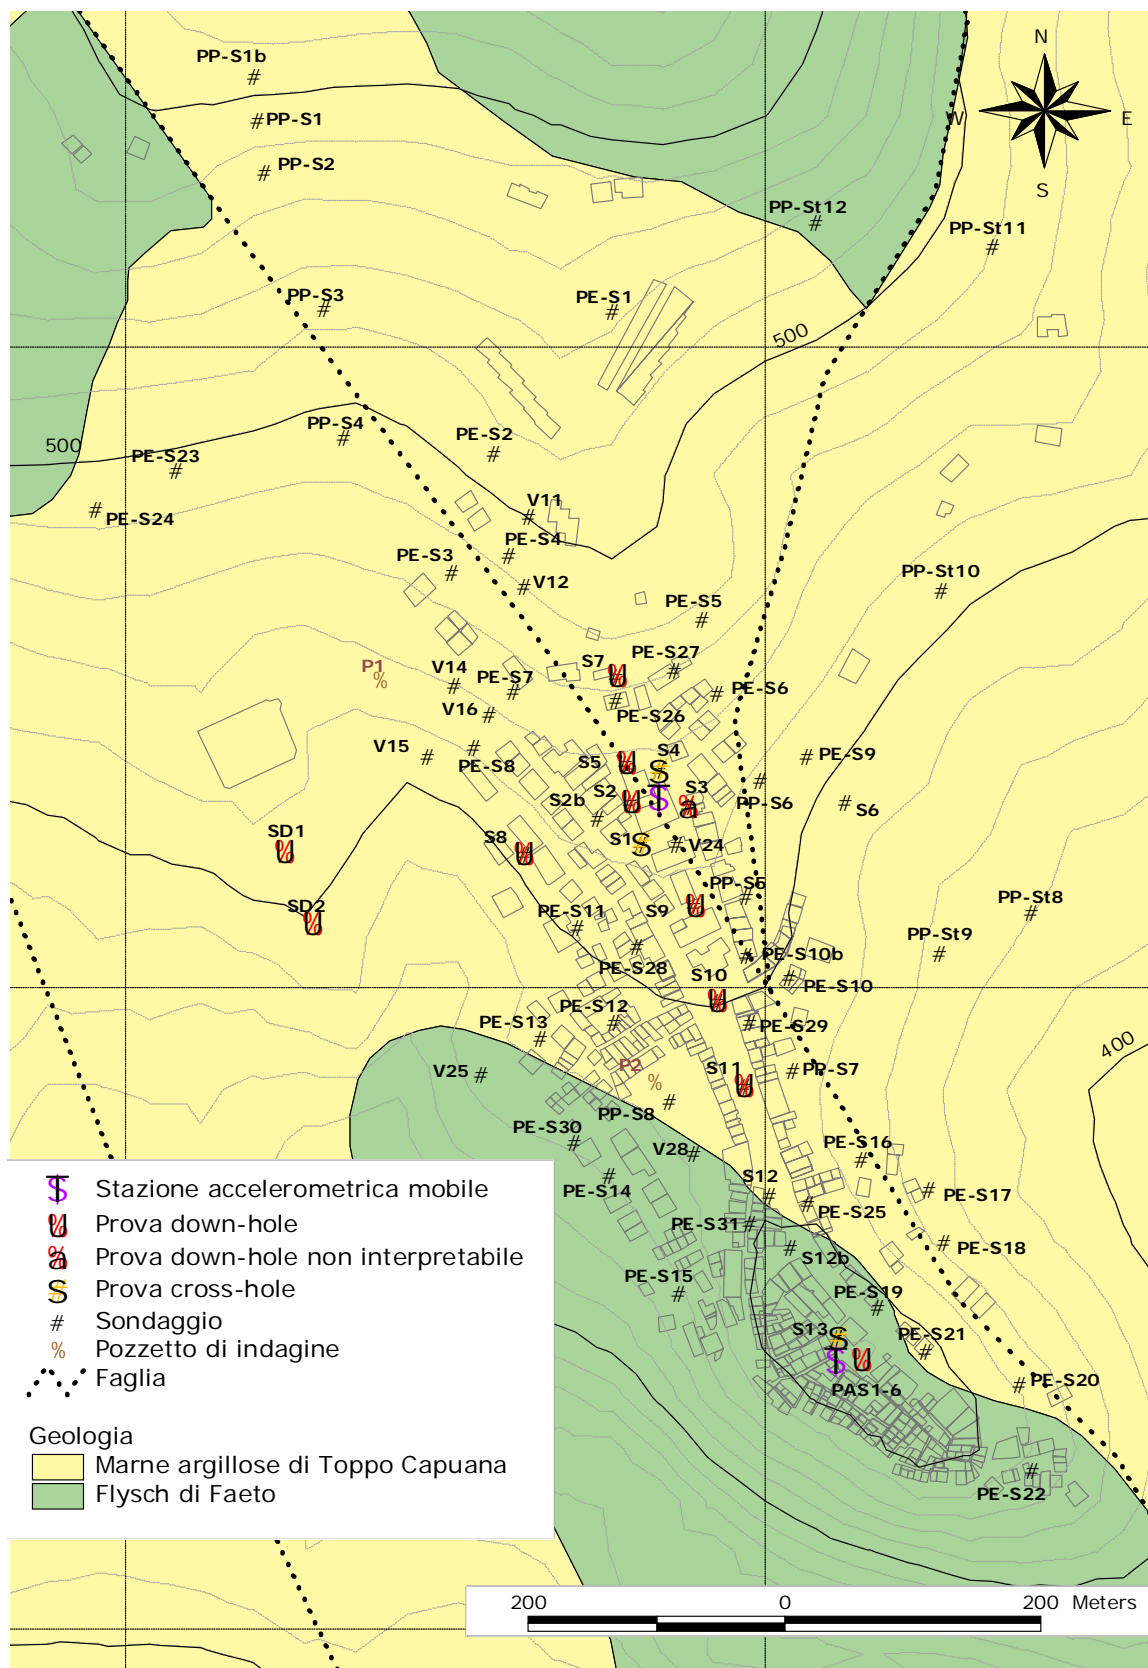 N
PP-S1b
PP-S1
W
E
PP-S2
S
PP-St12
PP-St11
PP-S3
PE-S1
500
PP-S4
PE-S2
500
PE-S23
V11
PE-S24
PE-S4
PE-S3
V12
PP-St10
PE-S5
P1
V14
S7
PE-S27
PE-S7
PE-S6
V16
PE-S26
V15
S4
PE-S9
PE-S8
S5
S2
S3
S2b
PP-S6
S6
SD1
S8
S1
V24
PP-S5
SD2
PE-S11
S9
PP-St8
PP-St9
PE-S28
PE-S10b
S10
PE-S10
PE-S13
PE-S12
PE-S29
400
P2
S11
PP-S7
V25
PP-S8
PE-S30
V28
PE-S16
S12
PE-S14
PE-S17
PE-S31
PE-S25
S12b
PE-S18
PE-S15
PE-S19
S13
PE-S21
PAS1-6
PE-S20
PE-S22
Stazione accelerometrica mobile
Prova down-hole
Prova down-hole non interpretabile
Prova cross-hole
Sondaggio
Pozzetto di indagine
Faglia
Geologia
Marne argillose di Toppo Capuana
Flysch di Faeto
200 0 200 Meters